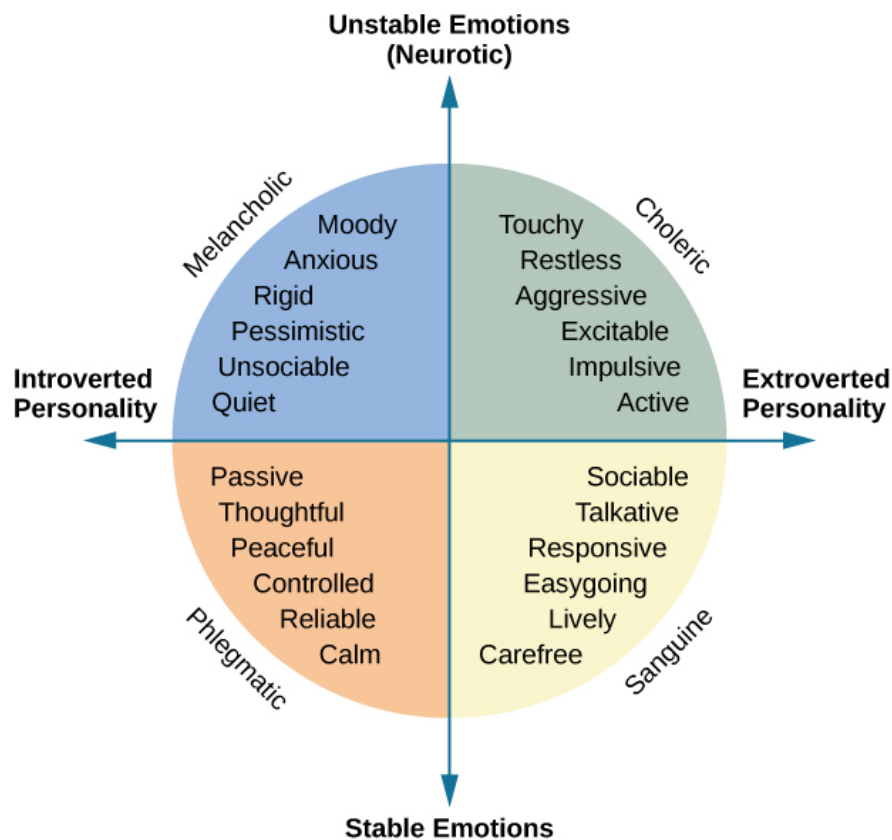 Unstable Emotions
(Neurotic)
Melancholic
Choleric
Moody
Anxious
Rigid
Pessimistic
Unsociable
Quiet
Touchy
Restless
Aggressive
Excitable
Impulsive
Active
Introverted
Personality
Extroverted
Personality
Passive
Thoughtful
Peaceful
Controlled
Reliable
Calm
Sociable
Talkative
Responsive
Easygoing
Lively
Carefree
Phlegmatic
Sanguine
Stable Emotions